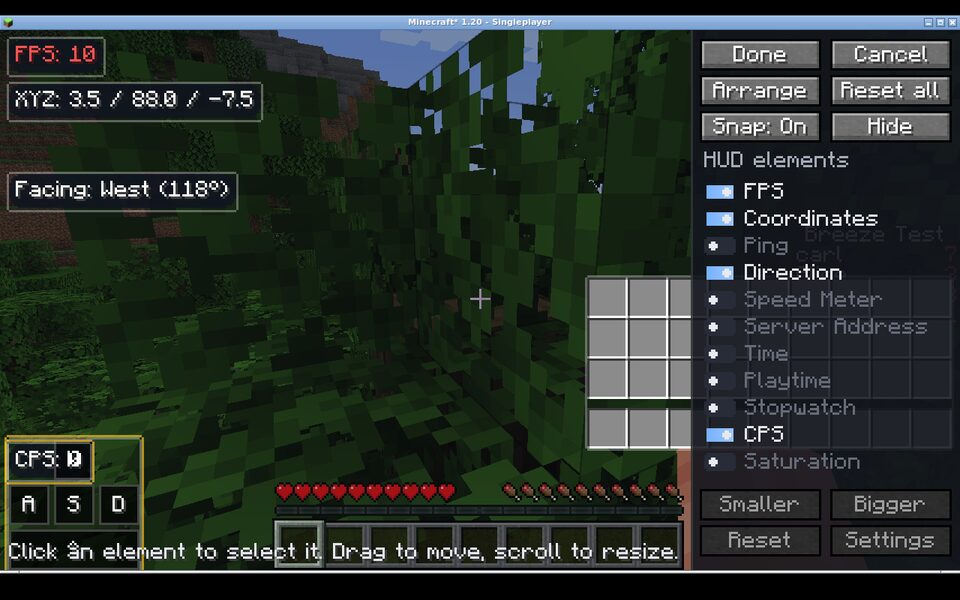 Minecraft* 1.20 - Singleplayer
FPS: 10
XYZ: 3.5 / 88.0 / -7.5
Facing: West (118°)
CPS: 0
A S D
Click an element to select it. Drag to move, scroll to resize.
Done Cancel
Arrange Reset all
Snap: On Hide
HUD elements
FPS
Coordinates
Breeze Test
Ping
carl
Direction
Speed Meter
Server Address
Time
Playtime
Stopwatch
CPS
Saturation
Smaller Bigger
Reset Settings